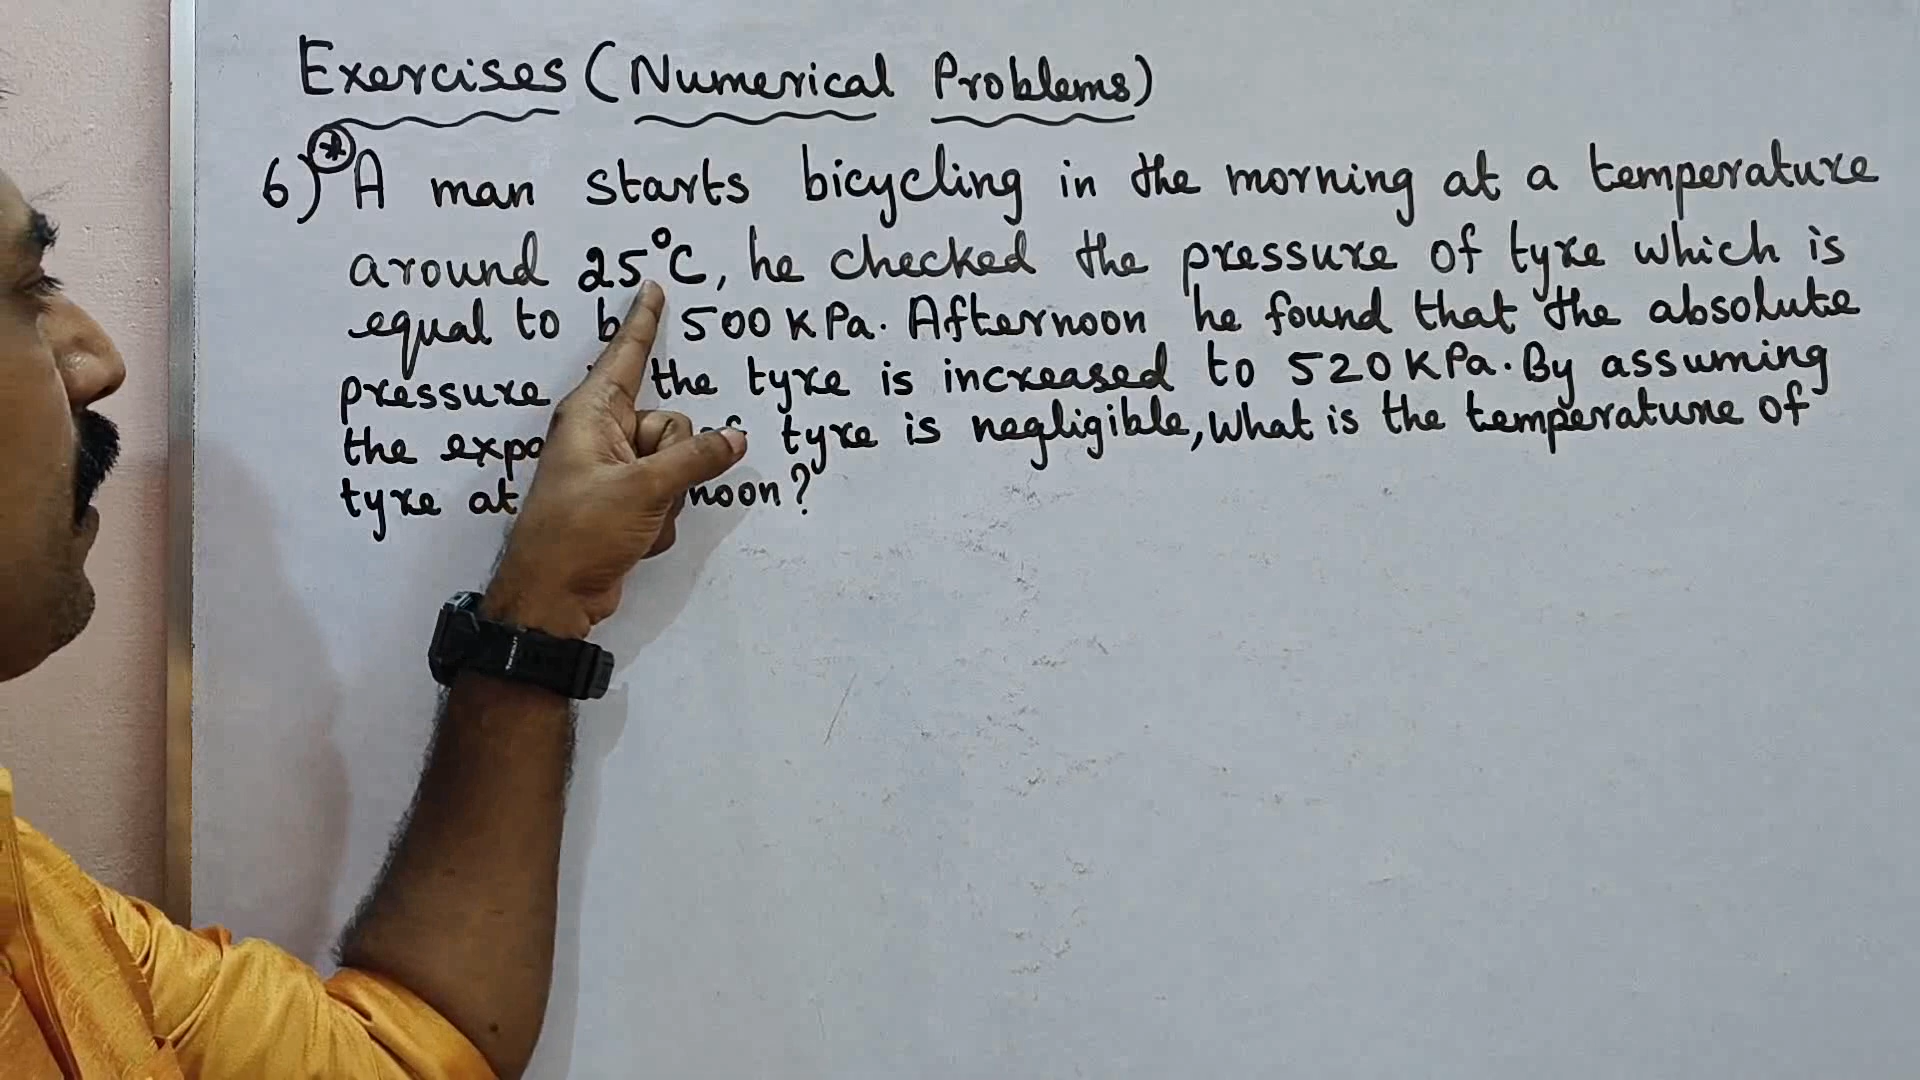 Exercises (Numerical Problems)
6) * A man starts bicycling in the morning at a temperature
around 25°C, he checked the pressure of tyre which is
equal to b 500 kPa. Afternoon he found that the absolute
pressure the tyre is increased to 520 kPa. By assuming
the expa of tyre is negligible, What is the temperature of
tyre at noon?